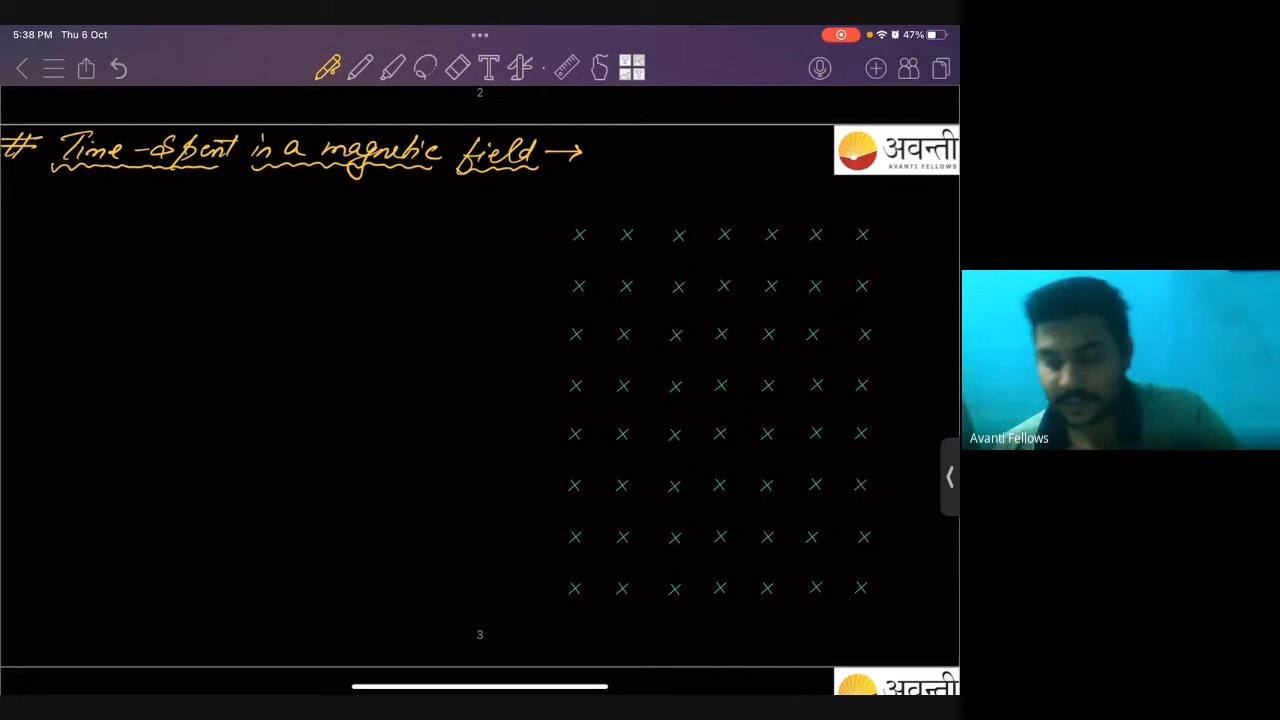 5:38 PM Thu 6 Oct
47%
2
# Time-Spent in a magnetic field →
अवन्ती
AVANTI FELLOWS
× × × × × × ×
× × × × × × ×
× × × × × × ×
× × × × × × ×
× × × × × × ×
× × × × × × ×
× × × × × × ×
× × × × × × ×
Avanti Fellows
3
अवन्ती